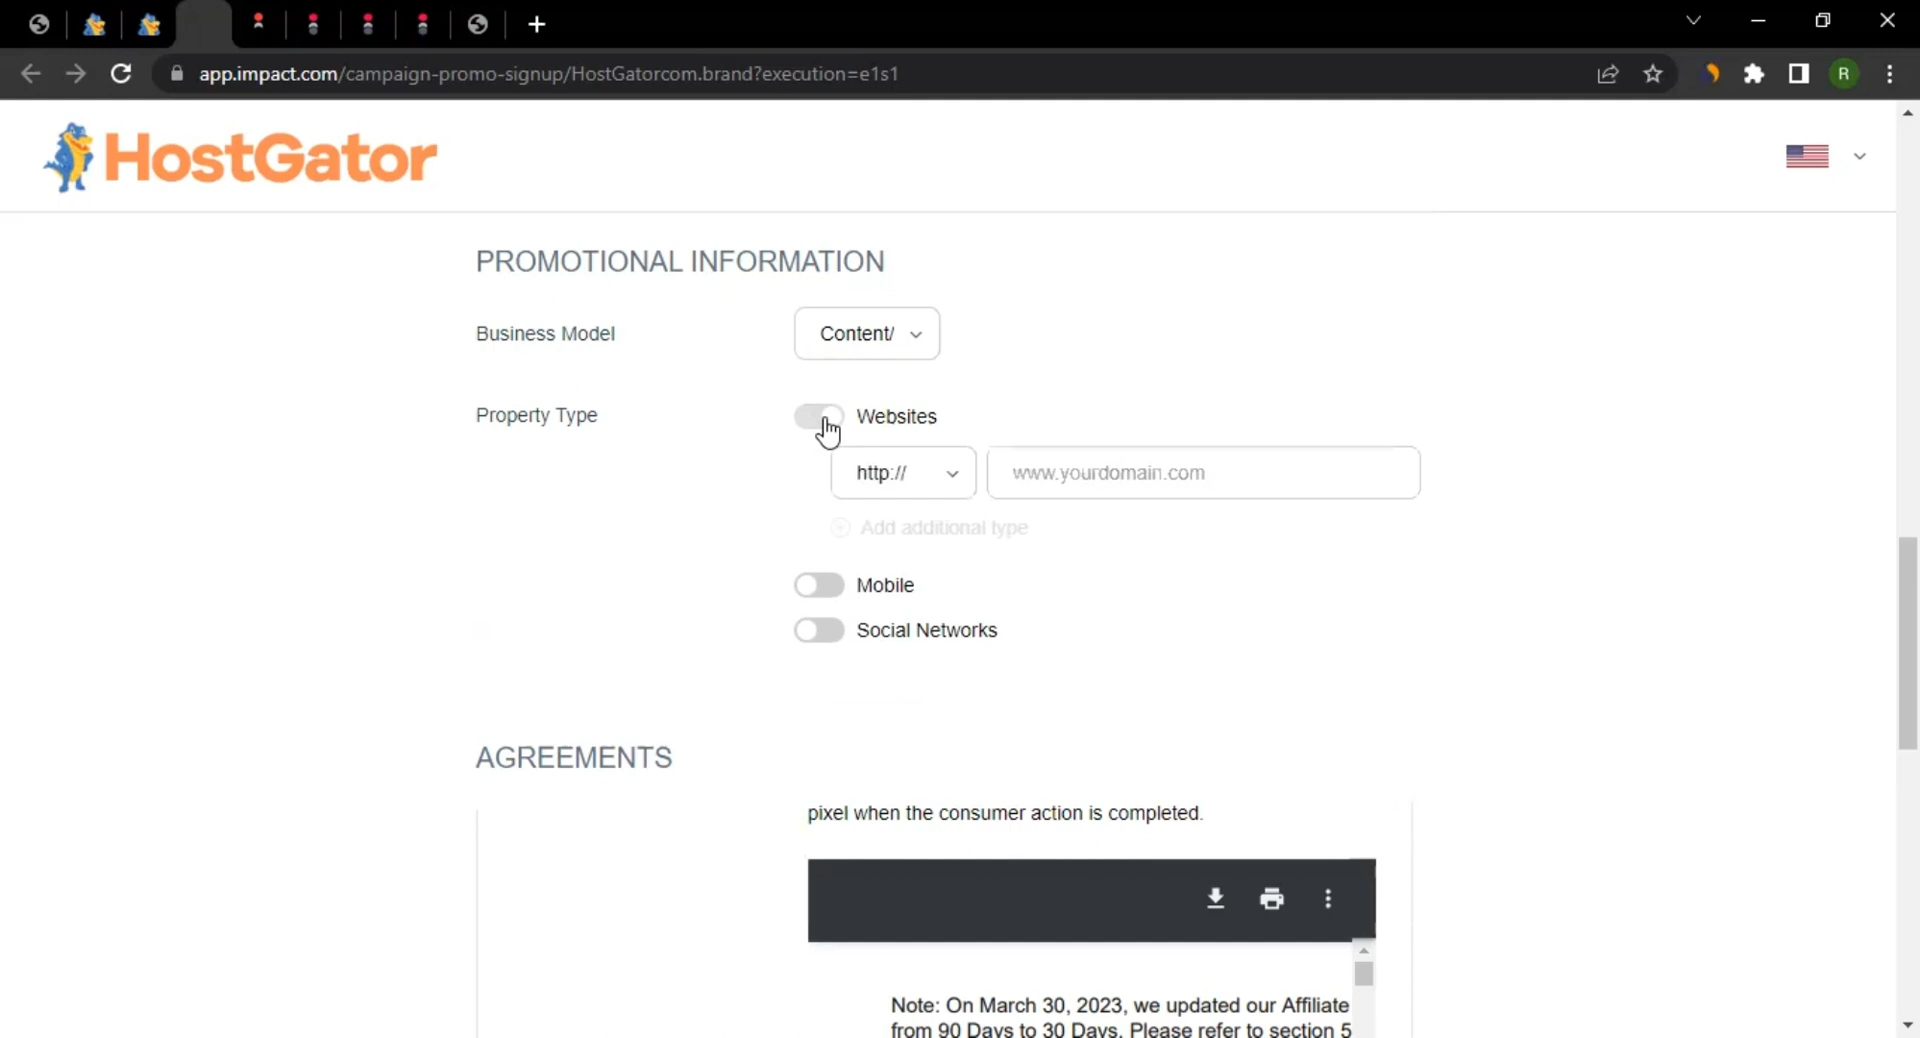 app.impact.com/campaign-promo-signup/HostGatorcom.brand?execution=e1s1
R
HostGator
PROMOTIONAL INFORMATION
Business Model
Content/
Property Type
Websites
http://
www.yourdomain.com
Add additional type
Mobile
Social Networks
AGREEMENTS
pixel when the consumer action is completed.
Note: On March 30, 2023, we updated our Affiliate
from 90 Days to 30 Days. Please refer to section 5